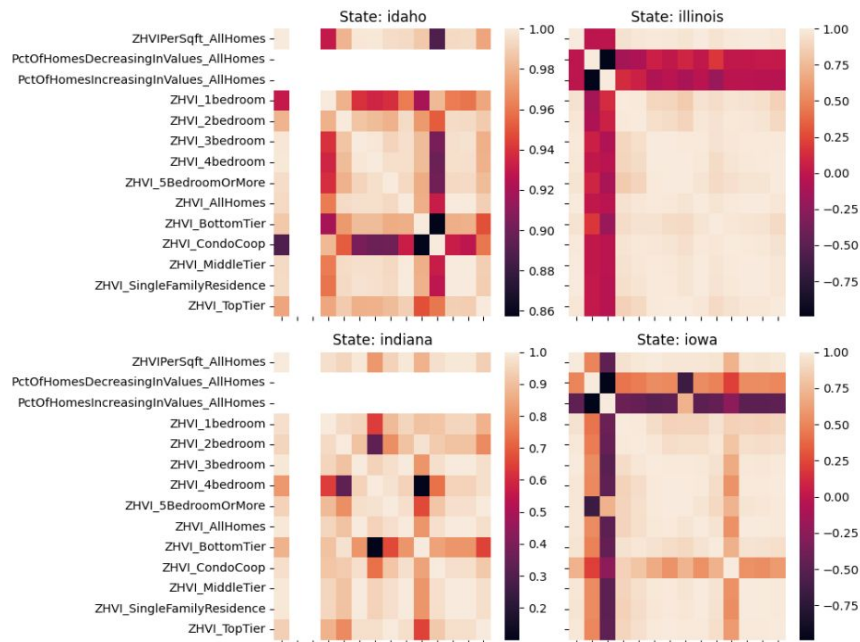 State: idaho
State: illinois
ZHVIPerSqft_AllHomes
PctOfHomesDecreasingInValues_AllHomes
PctOfHomesIncreasingInValues_AllHomes
ZHVI_1bedroom
ZHVI_2bedroom
ZHVI_3bedroom
ZHVI_4bedroom
ZHVI_5BedroomOrMore
ZHVI_AllHomes
ZHVI_BottomTier
ZHVI_CondoCoop
ZHVI_MiddleTier
ZHVI_SingleFamilyResidence
ZHVI_TopTier
1.00
0.98
0.96
0.94
0.92
0.90
0.88
0.86
1.00
0.75
0.50
0.25
0.00
−0.25
−0.50
−0.75
State: indiana
State: iowa
ZHVIPerSqft_AllHomes
PctOfHomesDecreasingInValues_AllHomes
PctOfHomesIncreasingInValues_AllHomes
ZHVI_1bedroom
ZHVI_2bedroom
ZHVI_3bedroom
ZHVI_4bedroom
ZHVI_5BedroomOrMore
ZHVI_AllHomes
ZHVI_BottomTier
ZHVI_CondoCoop
ZHVI_MiddleTier
ZHVI_SingleFamilyResidence
ZHVI_TopTier
1.0
0.9
0.8
0.7
0.6
0.5
0.4
0.3
0.2
1.00
0.75
0.50
0.25
0.00
−0.25
−0.50
−0.75